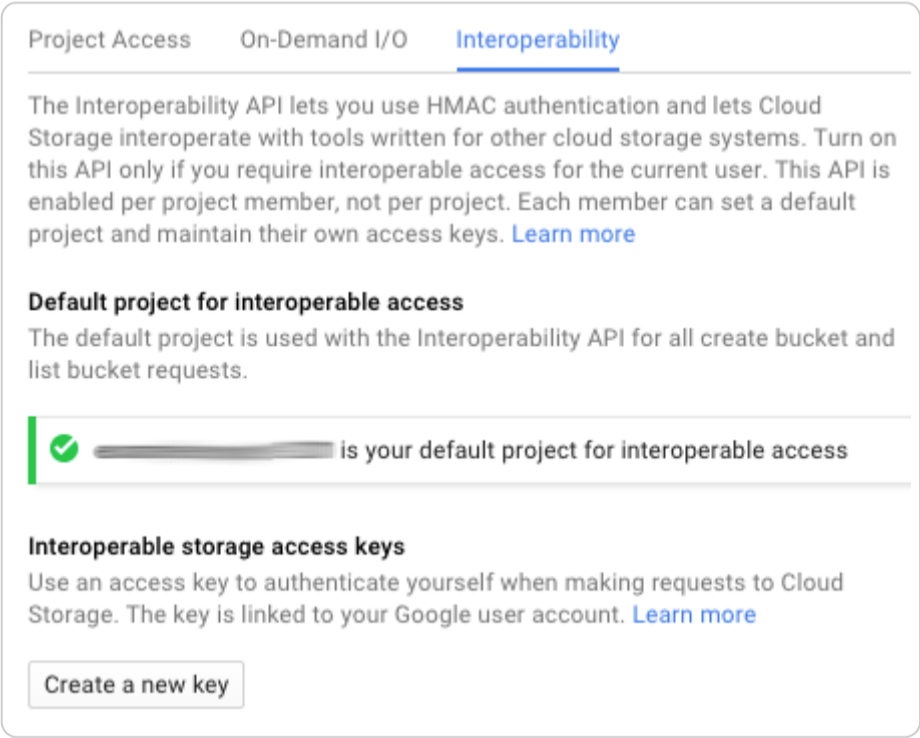 Project Access On-Demand I/O Interoperability
The Interoperability API lets you use HMAC authentication and lets Cloud
Storage interoperate with tools written for other cloud storage systems. Turn on
this API only if you require interoperable access for the current user. This API is
enabled per project member, not per project. Each member can set a default
project and maintain their own access keys. Learn more
Default project for interoperable access
The default project is used with the Interoperability API for all create bucket and
list bucket requests.
is your default project for interoperable access
Interoperable storage access keys
Use an access key to authenticate yourself when making requests to Cloud
Storage. The key is linked to your Google user account. Learn more
Create a new key